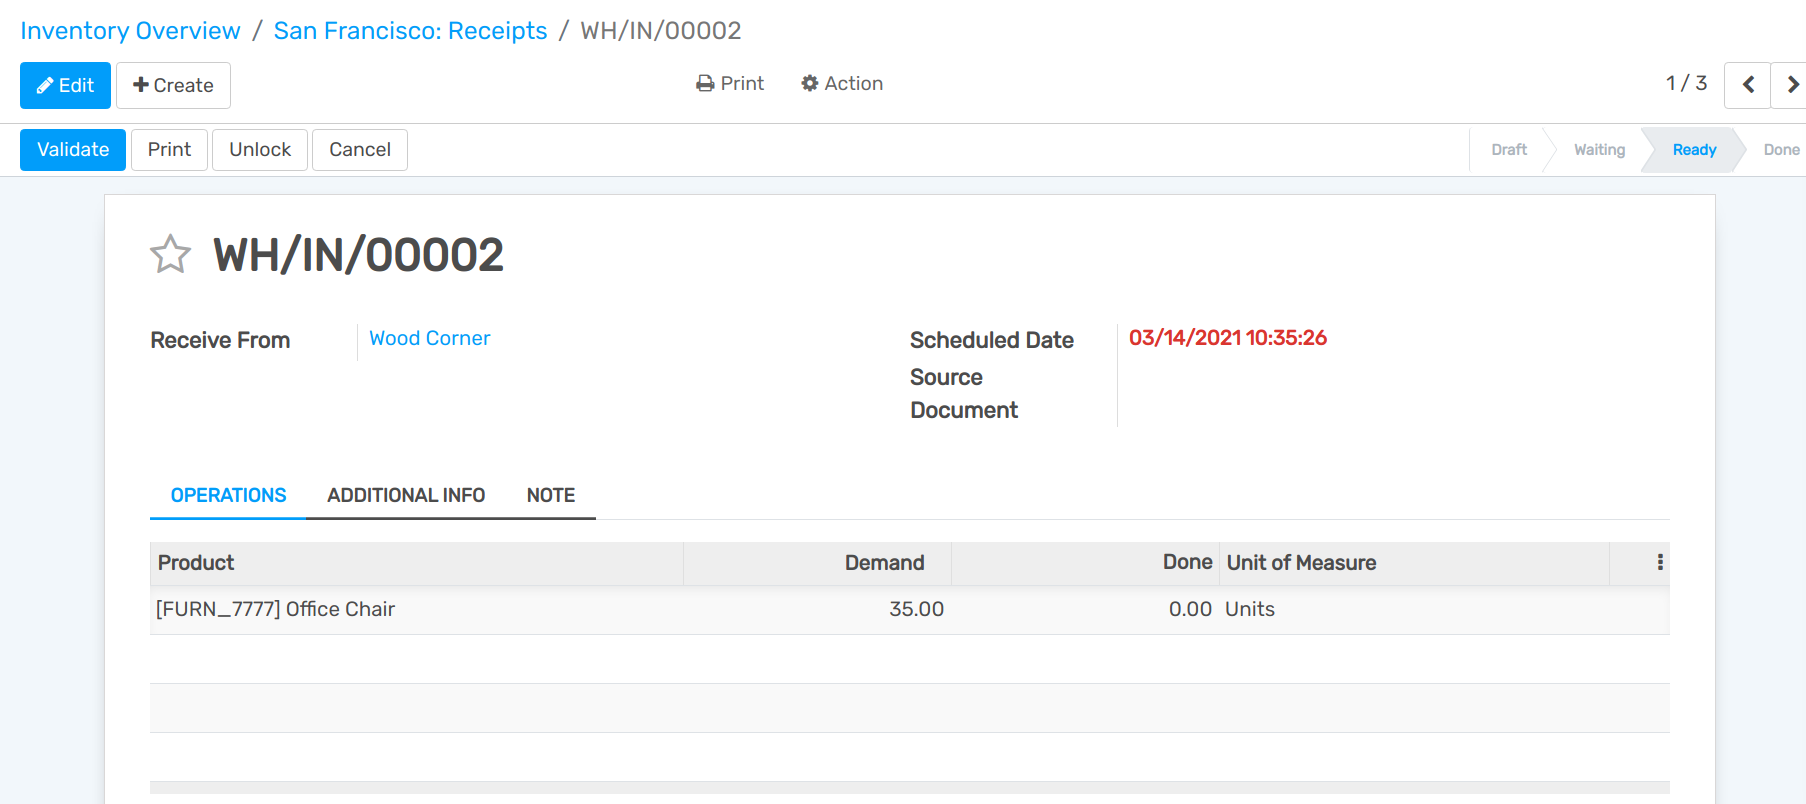 Inventory Overview / San Francisco: Receipts / WH/IN/00002
Edit Create Print Action 1 / 3
Validate Print Unlock Cancel Draft Waiting Ready Done
WH/IN/00002
Receive From Wood Corner Scheduled Date 03/14/2021 10:35:26
Source
Document
OPERATIONS ADDITIONAL INFO NOTE
Product Demand Done Unit of Measure
[FURN_7777] Office Chair 35.00 0.00 Units